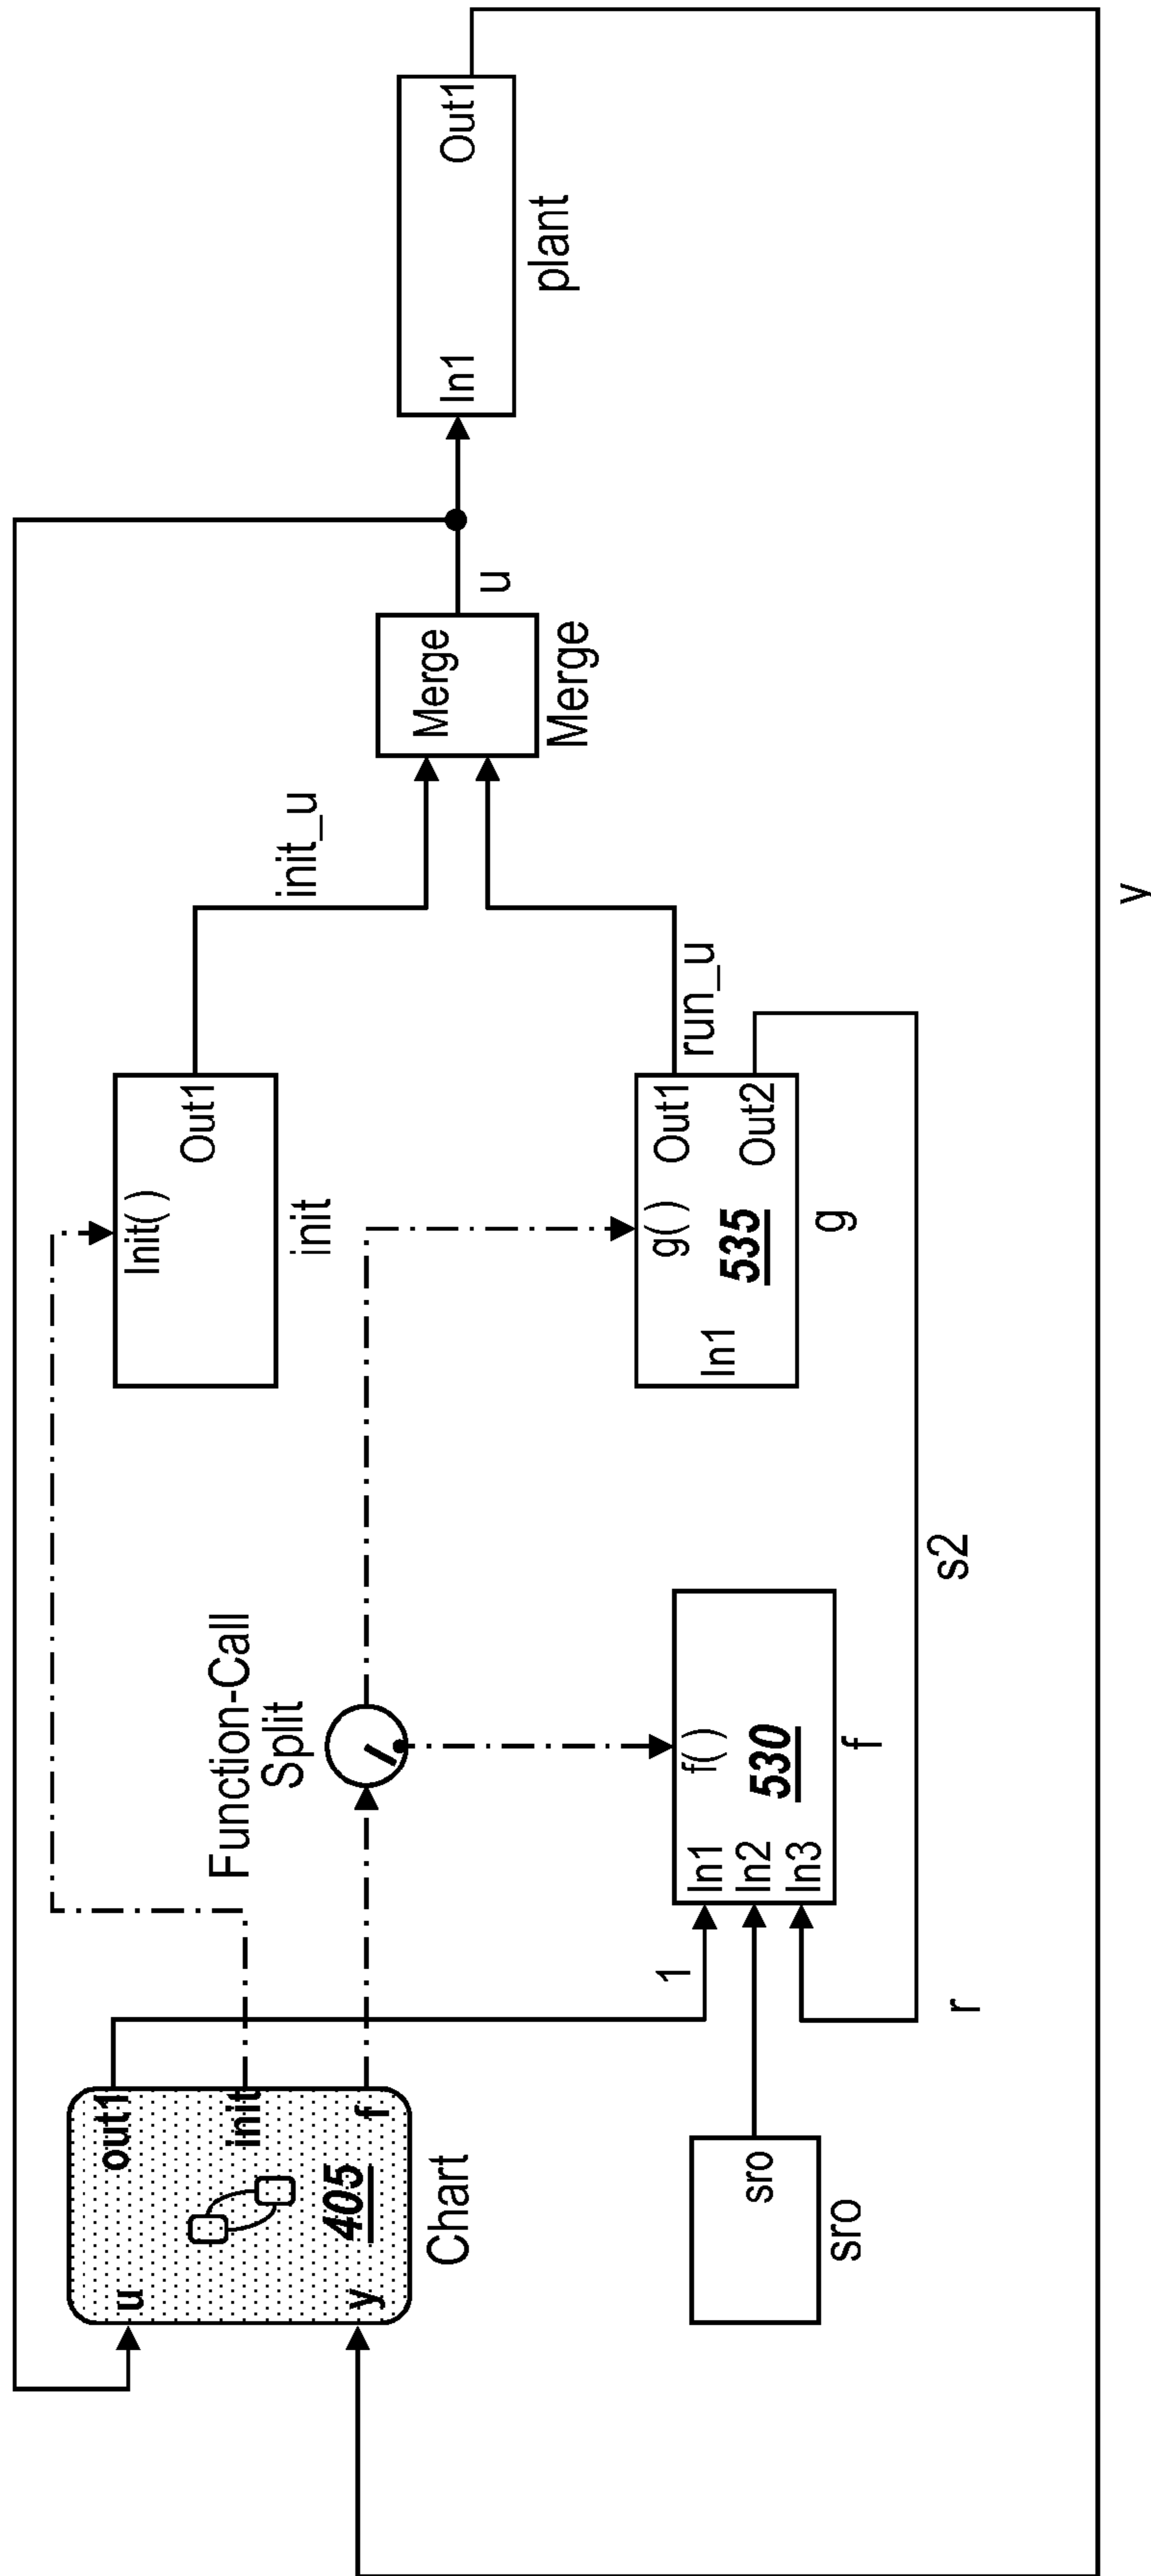 u
out1
init
405
y
f
Chart
Function-Call
Split
Init( )
Out1
init
init_u
Merge
Merge
u
In1
Out1
plant
sro
sro
1
r
In1
f( )
In2
530
In3
f
s2
g( )
Out1
535
In1
Out2
g
run_u
y